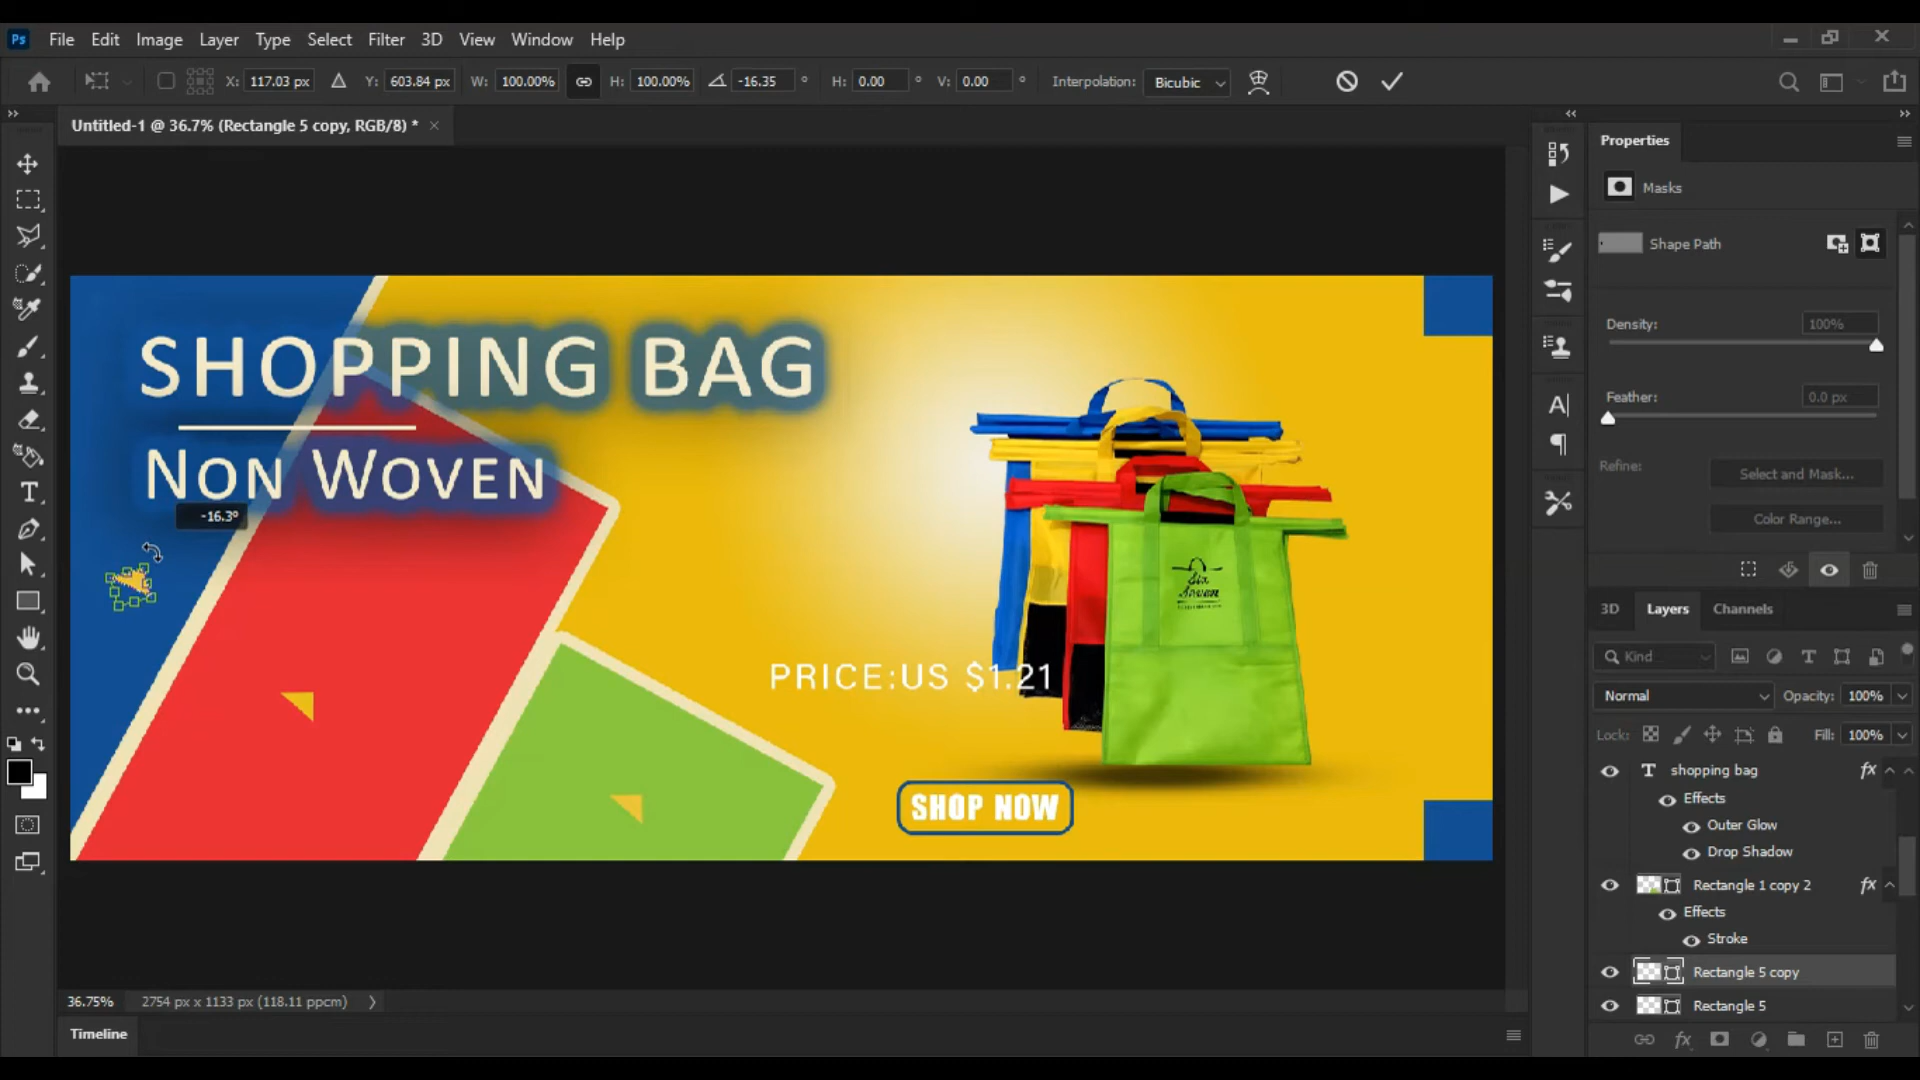 Ps File Edit Image Layer Type Select Filter 3D View Window Help
X: 117.03 px Y: 603.84 px W: 100.00% H: 100.00% -16.35 ° H: 0.00 ° V: 0.00 ° Interpolation: Bicubic
Untitled-1 @ 36.7% (Rectangle 5 copy, RGB/8) *
Properties
Masks
Shape Path
Density: 100%
Feather: 0.0 px
Refine: Select and Mask...
Color Range...
SHOPPING BAG
NON WOVEN
-16.3°
Six
Seven
PRICE:US $1.21
SHOP NOW
3D Layers Channels
Kind
Normal Opacity: 100%
Lock: Fill: 100%
T shopping bag fx
Effects
Outer Glow
Drop Shadow
Rectangle 1 copy 2 fx
Effects
Stroke
Rectangle 5 copy
Rectangle 5
fx
36.75% 2754 px x 1133 px (118.11 ppcm)
Timeline